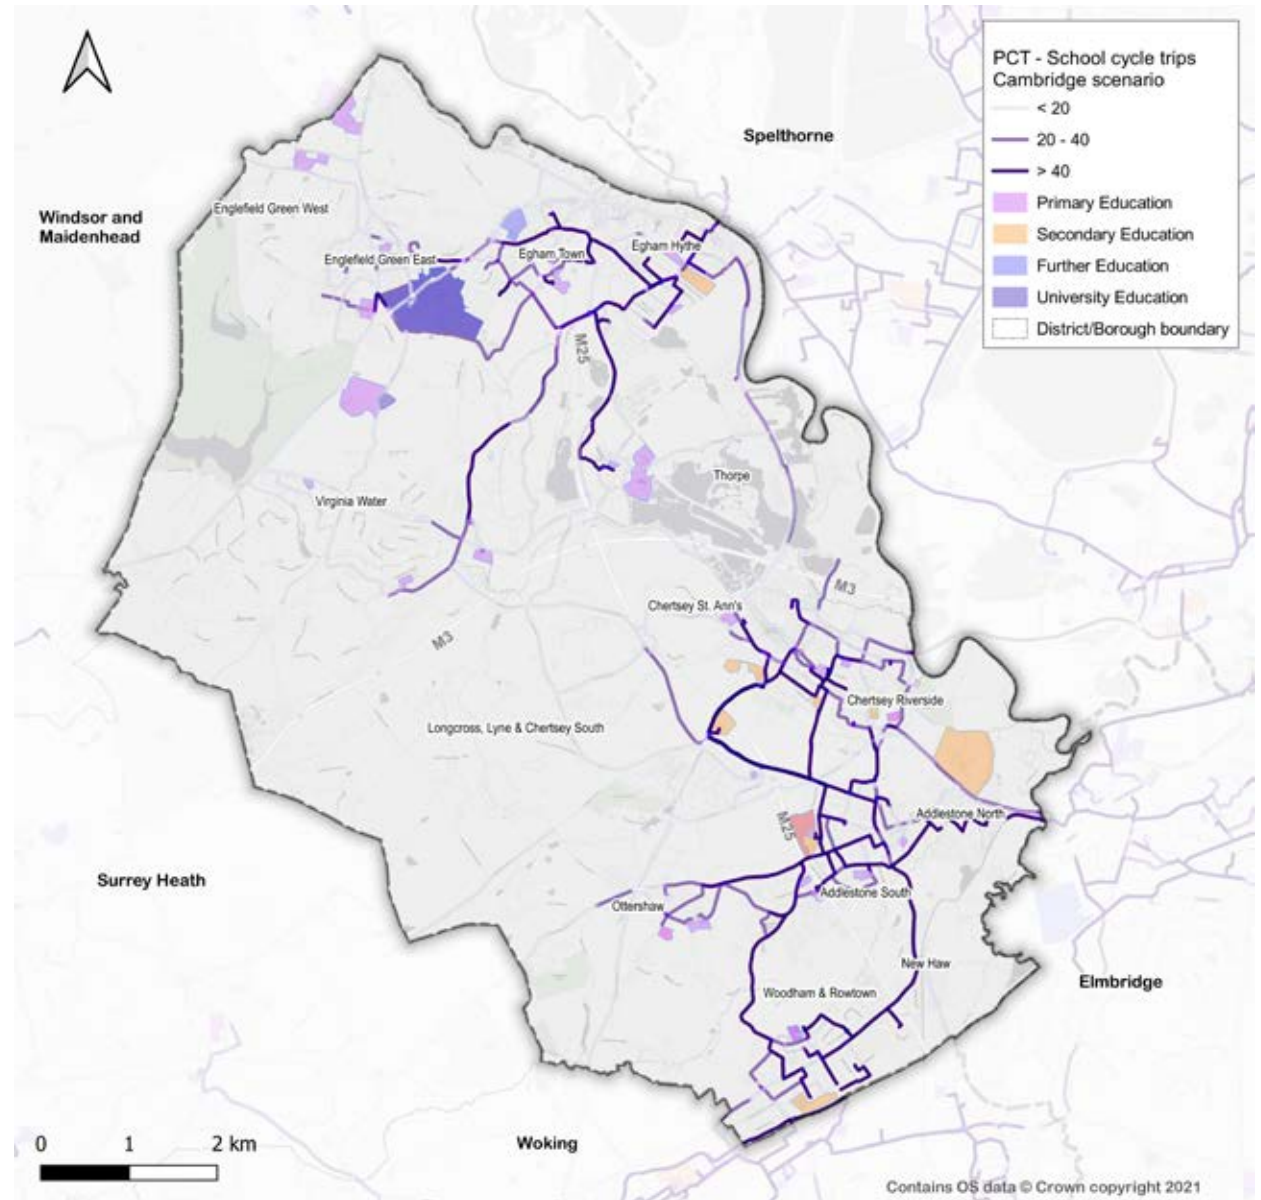 PCT - School cycle trips
Cambridge scenario
< 20
20 - 40
> 40
Primary Education
Secondary Education
Further Education
University Education
District/Borough boundary
Spelthorne
Windsor and
Maidenhead
Englefield Green West
Englefield Green East
Egham Town
Egham Hythe
M25
Thorpe
Virginia Water
M3
Chertsey St. Ann's
M3
Chertsey Riverside
Longcross, Lyne & Chertsey South
M25
Addlestone North
Surrey Heath
Addlestone South
Ottershaw
New Haw
Elmbridge
Woodham & Rowtown
0 1 2 km
Woking
Contains OS data © Crown copyright 2021